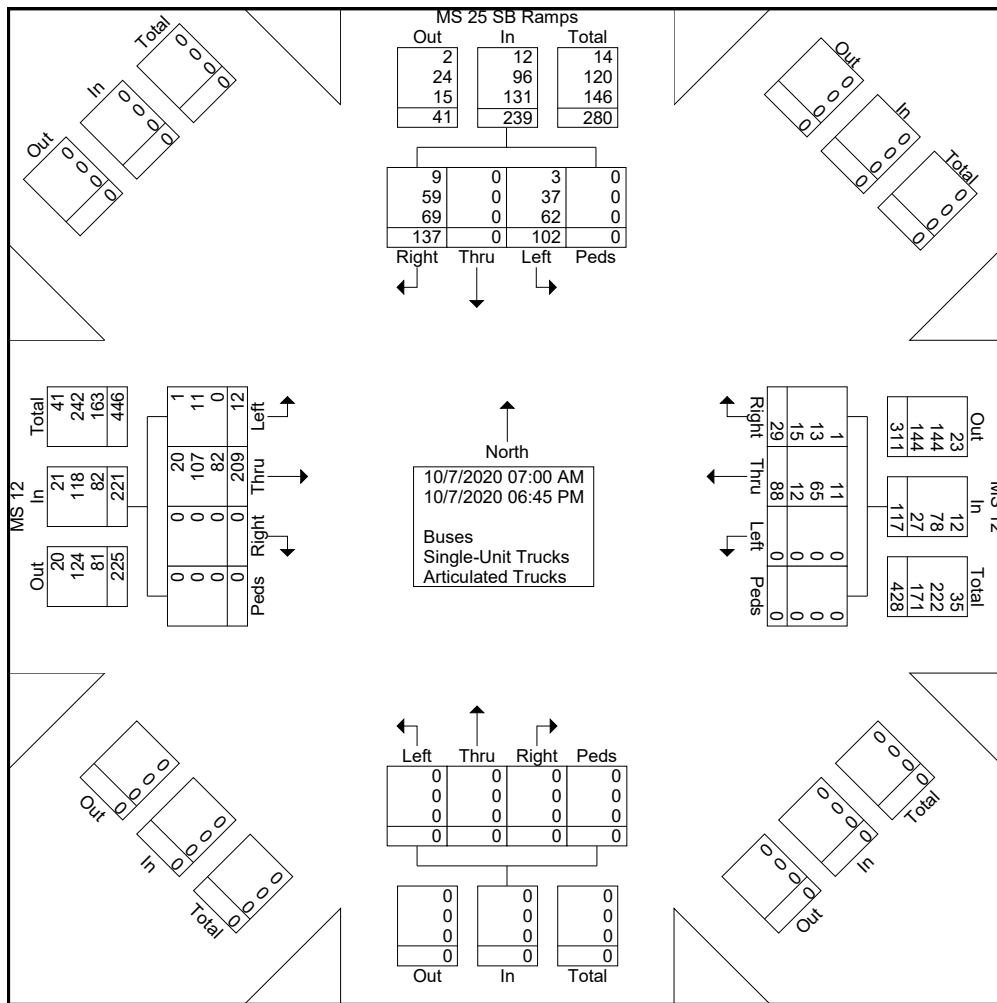 MS 25 SB Ramps
Out In Total
2 12 14
24 96 120
15 131 146
41 239 280
9 0 3 0
59 0 37 0
69 0 62 0
137 0 102 0
Right Thru Left Peds
Total
0 0 0 0
In
0 0 0 0
Out
0 0 0 0
Out
0 0 0 0
In
0 0 0 0
Total
0 0 0 0
MS 12
Total In Out
41 21 20
242 118 124
163 82 81
446 221 225
1 20 0 0
11 107 0 0
0 82 0 0
12 209 0 0
Left Thru Right Peds
North
10/7/2020 07:00 AM
10/7/2020 06:45 PM
Buses
Single-Unit Trucks
Articulated Trucks
Right Thru Left Peds
1 11 0 0
13 65 0 0
15 12 0 0
29 88 0 0
MS 12
Out In Total
23 12 35
144 78 222
144 27 171
311 117 428
Left Thru Right Peds
0 0 0 0
0 0 0 0
0 0 0 0
0 0 0 0
0 0 0
0 0 0
0 0 0
0 0 0
Out In Total
0 0 0 0
Out
0 0 0 0
In
0 0 0 0
Total
0 0 0 0
Total
0 0 0 0
In
0 0 0 0
Out